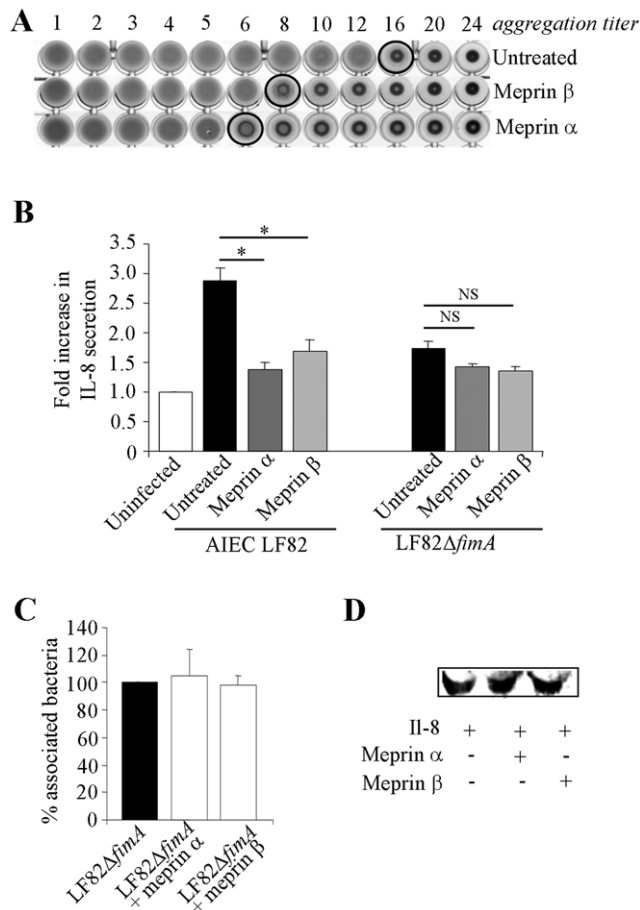 A
1 2 3 4 5 6 8 10 12 16 20 24 aggregation titer
Untreated
Meprin β
Meprin α
B
Fold increase in
IL-8 secretion
3.5
3.0
2.5
2.0
1.5
1.0
0.5
0
*
*
NS
NS
Uninfected
Untreated
Meprin α
Meprin β
Untreated
Meprin α
Meprin β
AIEC LF82
LF82ΔfimA
C
% associated bacteria
140
120
100
80
60
40
20
0
LF82ΔfimA
LF82ΔfimA
+ meprin α
LF82ΔfimA
+ meprin β
D
Il-8 + + +
Meprin α - + -
Meprin β - - +